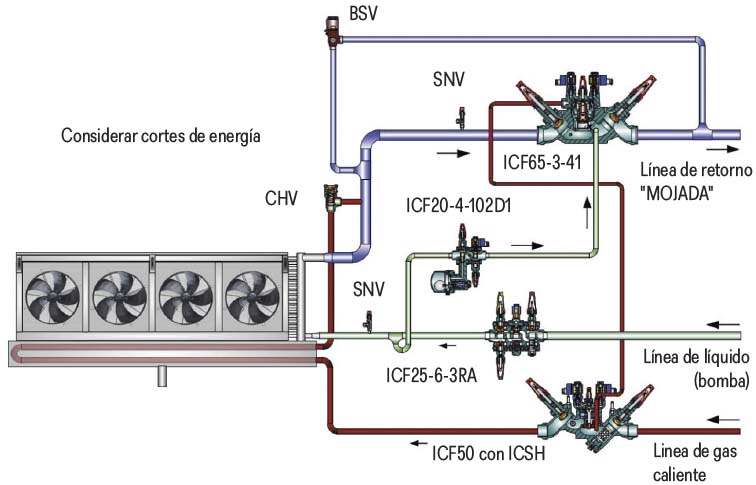 BSV
SNV
Considerar cortes de energía
ICF65-3-41
Línea de retorno
"MOJADA"
CHV
ICF20-4-102D1
SNV
ICF25-6-3RA
Línea de líquido
(bomba)
ICF50 con ICSH
Linea de gas
caliente